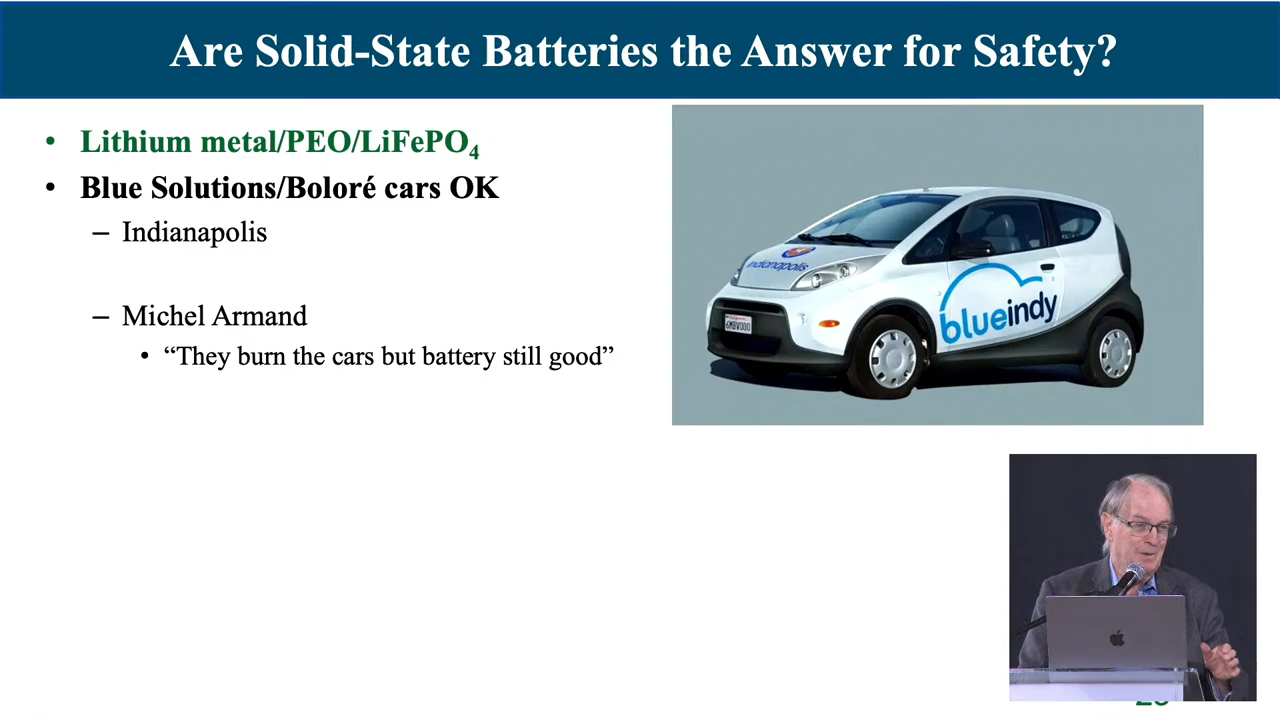 Are Solid-State Batteries the Answer for Safety?
• Lithium metal/PEO/LiFePO4
• Blue Solutions/Boloré cars OK
– Indianapolis
– Michel Armand
• “They burn the cars but battery still good”
indianapolis
blueindy